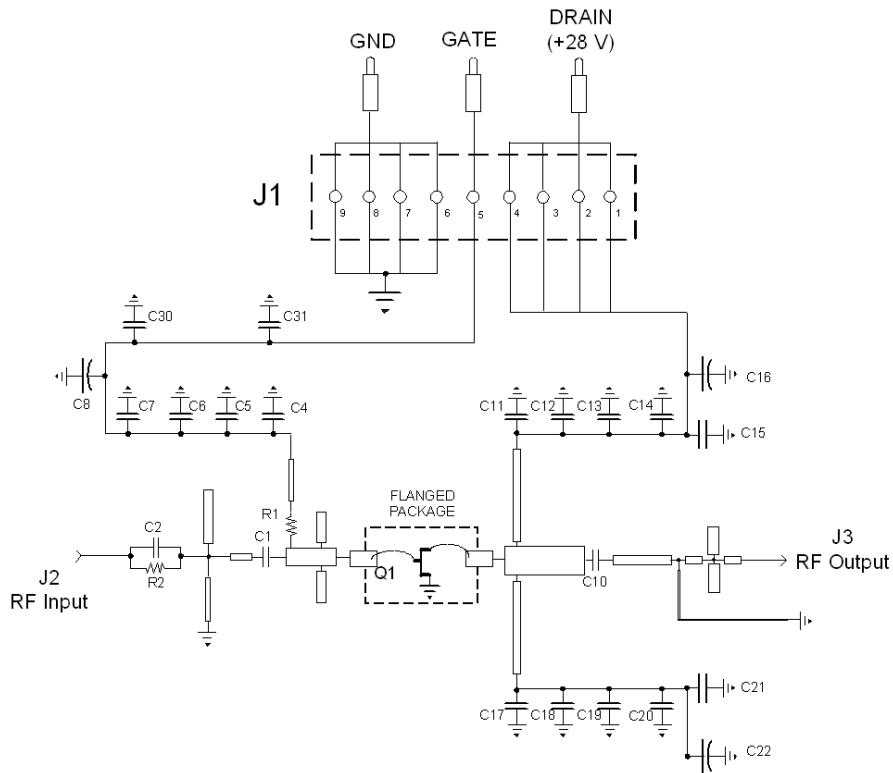 DRAIN
(+28 V)
GND
GATE
J1
9
8
7
6
5
4
3
2
1
C30
C31
C8
C16
C7
C6
C5
C4
C11
C12
C13
C14
C15
FLANGED
PACKAGE
R1
C2
C1
R2
Q1
C10
J2
RF Input
J3
RF Output
C17
C18
C19
C20
C21
C22